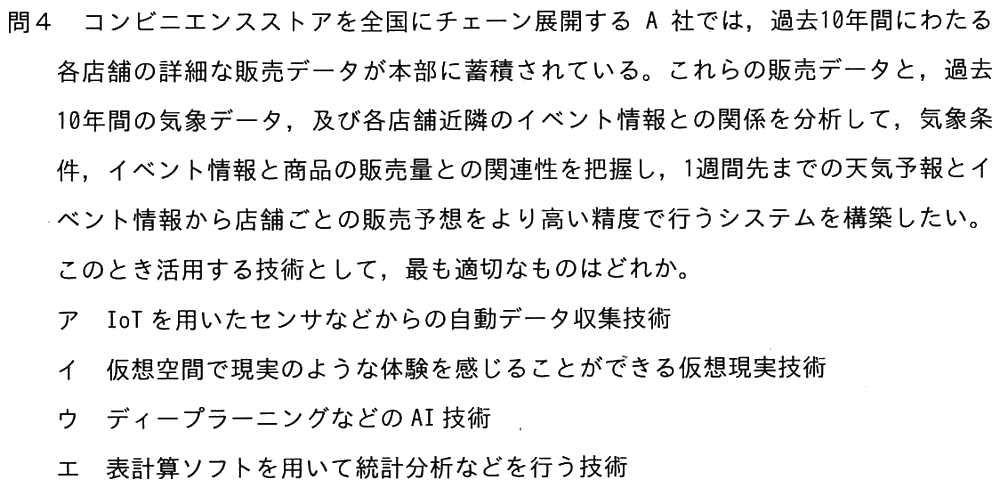 問4 コンビニエンスストアを全国にチェーン展開する A 社では，過去10年間にわたる
各店舗の詳細な販売データが本部に蓄積されている。これらの販売データと，過去
10年間の気象データ，及び各店舗近隣のイベント情報との関係を分析して，気象条
件，イベント情報と商品の販売量との関連性を把握し，1週間先までの天気予報とイ
ベント情報から店舗ごとの販売予想をより高い精度で行うシステムを構築したい。
このとき活用する技術として，最も適切なものはどれか。
ア IoT を用いたセンサなどからの自動データ収集技術
イ 仮想空間で現実のような体験を感じることができる仮想現実技術
ウ ディープラーニングなどの AI 技術
エ 表計算ソフトを用いて統計分析などを行う技術